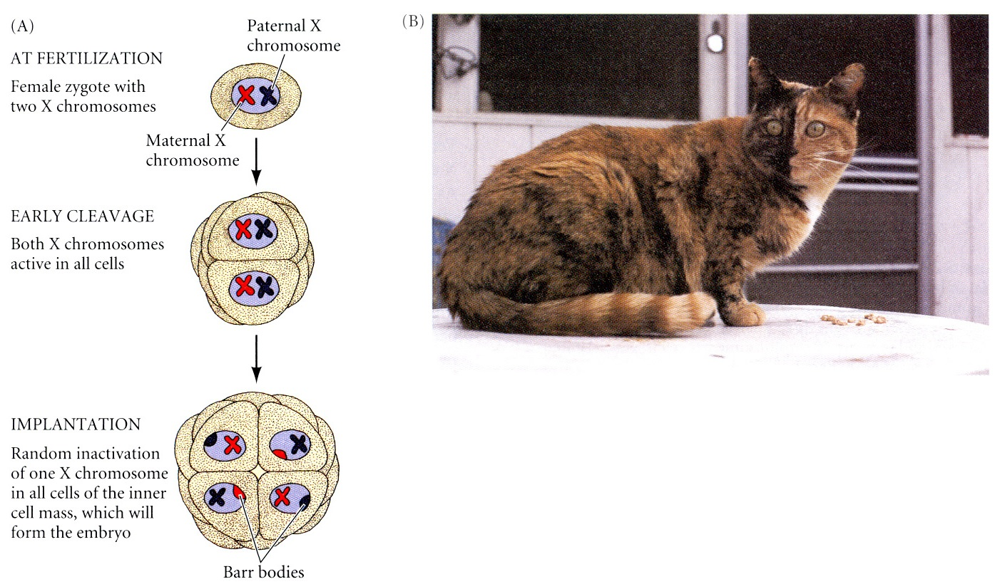 (A)
AT FERTILIZATION
Female zygote with
two X chromosomes
Paternal X
chromosome
Maternal X
chromosome
EARLY CLEAVAGE
Both X chromosomes
active in all cells
IMPLANTATION
Random inactivation
of one X chromosome
in all cells of the inner
cell mass, which will
form the embryo
Barr bodies
(B)